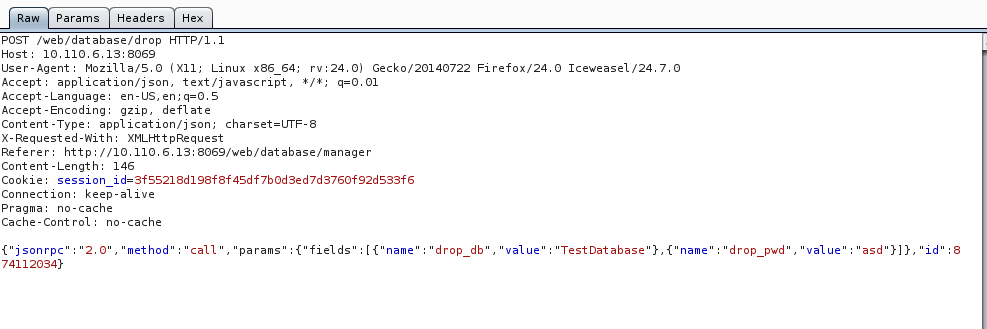 Raw Params Headers Hex
POST /web/database/drop HTTP/1.1
Host: 10.110.6.13:8069
User-Agent: Mozilla/5.0 (X11; Linux x86_64; rv:24.0) Gecko/20140722 Firefox/24.0 Iceweasel/24.7.0
Accept: application/json, text/javascript, */*; q=0.01
Accept-Language: en-US,en;q=0.5
Accept-Encoding: gzip, deflate
Content-Type: application/json; charset=UTF-8
X-Requested-With: XMLHttpRequest
Referer: http://10.110.6.13:8069/web/database/manager
Content-Length: 146
Cookie: session_id=3f55218d198f8f45df7b0d3ed7d3760f92d533f6
Connection: keep-alive
Pragma: no-cache
Cache-Control: no-cache
{"jsonrpc":"2.0","method":"call","params":{"fields":[{"name":"drop_db","value":"TestDatabase"},{"name":"drop_pwd","value":"asd"}]},"id":8
74112034}